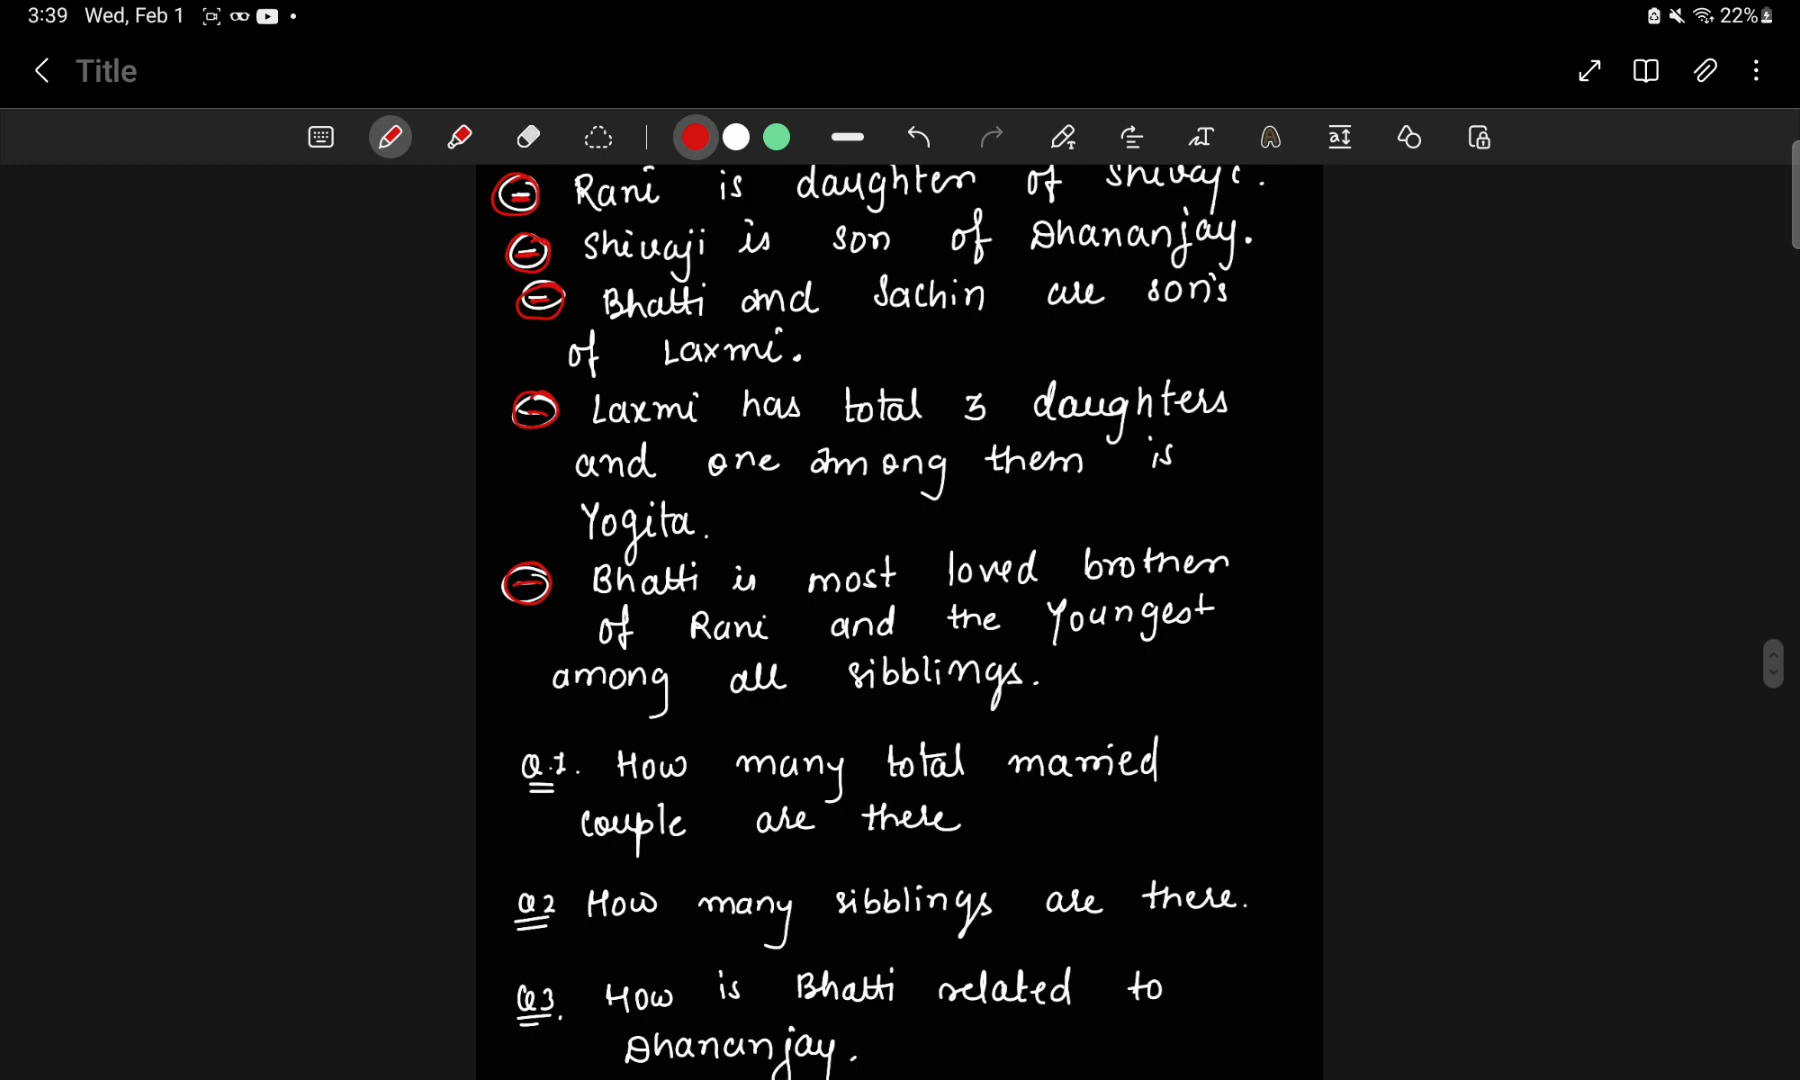 3:39 Wed, Feb 1
22%
Title
Rani is daughter of Shivaji.
Shivaji is son of Dhananjay.
Bhatti and Sachin are son's
of Laxmi.
Laxmi has total 3 daughters
and one among them is
Yogita.
Bhatti is most loved brother
of Rani and the Youngest
among all sibblings.
Q.1. How many total married
couple are there
Q2 How many sibblings are there.
Q3. How is Bhatti related to
Dhananjay.